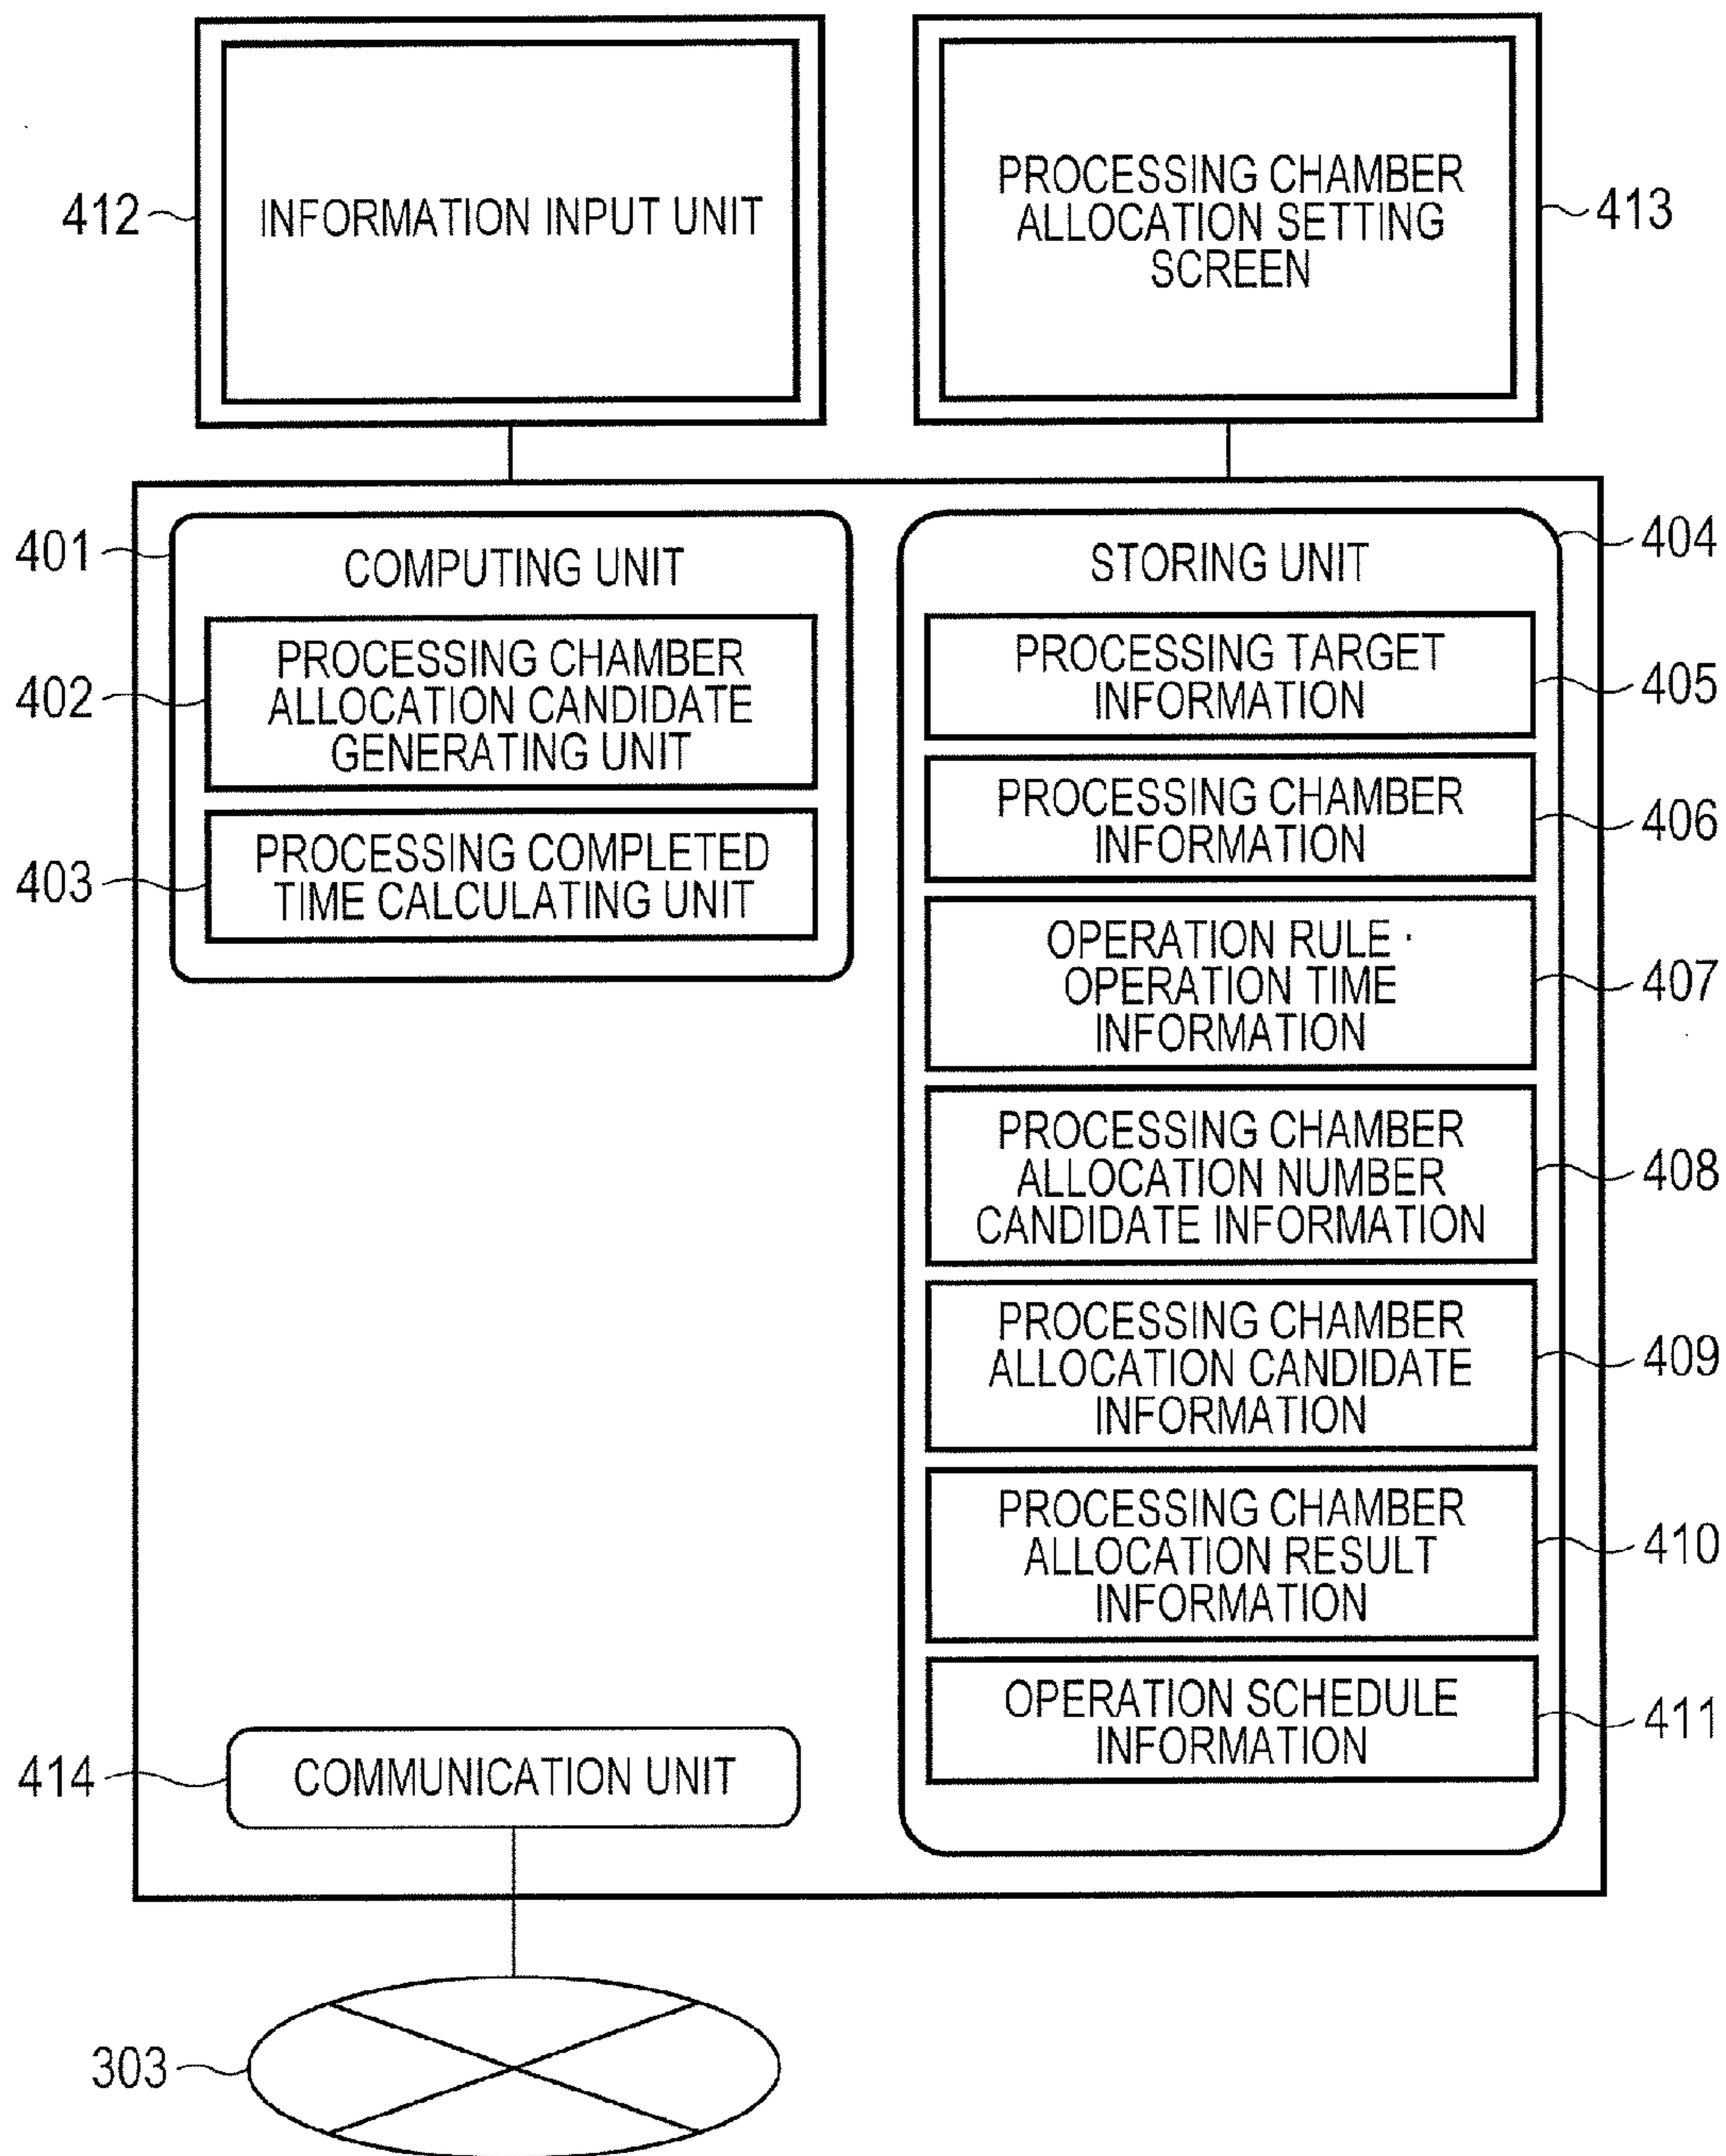 412
INFORMATION INPUT UNIT
PROCESSING CHAMBER
ALLOCATION SETTING
SCREEN
413
401
COMPUTING UNIT
402
PROCESSING CHAMBER
ALLOCATION CANDIDATE
GENERATING UNIT
403
PROCESSING COMPLETED
TIME CALCULATING UNIT
STORING UNIT
404
PROCESSING TARGET
INFORMATION
405
PROCESSING CHAMBER
INFORMATION
406
OPERATION RULE ·
OPERATION TIME
INFORMATION
407
PROCESSING CHAMBER
ALLOCATION NUMBER
CANDIDATE INFORMATION
408
PROCESSING CHAMBER
ALLOCATION CANDIDATE
INFORMATION
409
PROCESSING CHAMBER
ALLOCATION RESULT
INFORMATION
410
OPERATION SCHEDULE
INFORMATION
411
414
COMMUNICATION UNIT
303